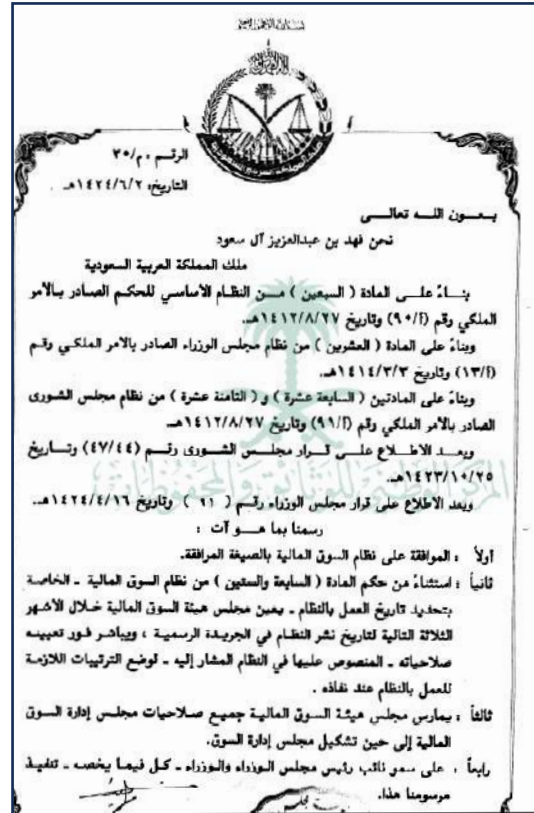 الرقم : م/٣٠
التاريخ : ١٤٢٤/٦/٢هـ
بعون الله تعالى
نحن فهد بن عبدالعزيز آل سعود
ملك المملكة العربية السعودية
بناءً على المادة ( السبعين ) من النظام الأساسي للحكم الصادر بالأمر
الملكي رقم (أ/٩٠) وتاريخ ١٤١٢/٨/٢٧هـ.
وبناءً على المادة ( العشرين ) من نظام مجلس الوزراء الصادر بالأمر الملكي رقم
(أ/١٣) وتاريخ ١٤١٤/٣/٣هـ.
وبناءً على المادتين ( السابعة عشرة ) و ( الثامنة عشرة ) من نظام مجلس الشورى
الصادر بالأمر الملكي رقم (أ/٩١) وتاريخ ١٤١٢/٨/٢٧هـ.
وبعد الاطلاع على قرار مجلس الشورى رقم (٤٧/٤٤) وتاريخ
١٤٢٣/١٠/٢٥هـ.
المركز الوطني للوثائق والمحفوظات
وبعد الاطلاع على قرار مجلس الوزراء رقم ( ٩١ ) وتاريخ ١٤٢٤/٤/١٦هـ.
رسمنا بما هو آت :
أولاً : الموافقة على نظام السوق المالية بالصيغة المرافقة.
ثانياً : استثناءً من حكم المادة ( السابعة والستين ) من نظام السوق المالية ـ الخاصة
بتحديد تاريخ العمل بالنظام ـ يعين مجلس هيئة السوق المالية خلال الأشهر
الثلاثة التالية لتاريخ نشر النظام في الجريدة الرسمية ، ويباشر فور تعيينه
صلاحياته ـ المنصوص عليها في النظام المشار إليه ـ لوضع الترتيبات اللازمة
للعمل بالنظام عند نفاذه .
ثالثاً : يمارس مجلس هيئة السوق المالية جميع صلاحيات مجلس إدارة السوق
المالية إلى حين تشكيل مجلس إدارة السوق.
رابعاً : على سمو نائب رئيس مجلس الوزراء والوزراء ـ كل فيما يخصه ـ تنفيذ
مرسومنا هذا.